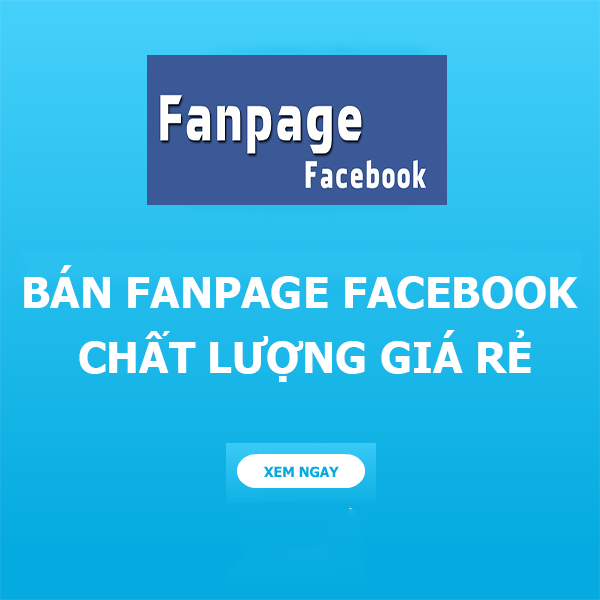 Fanpage
Facebook
BÁN FANPAGE FACEBOOK
CHẤT LƯỢNG GIÁ RẺ
XEM NGAY